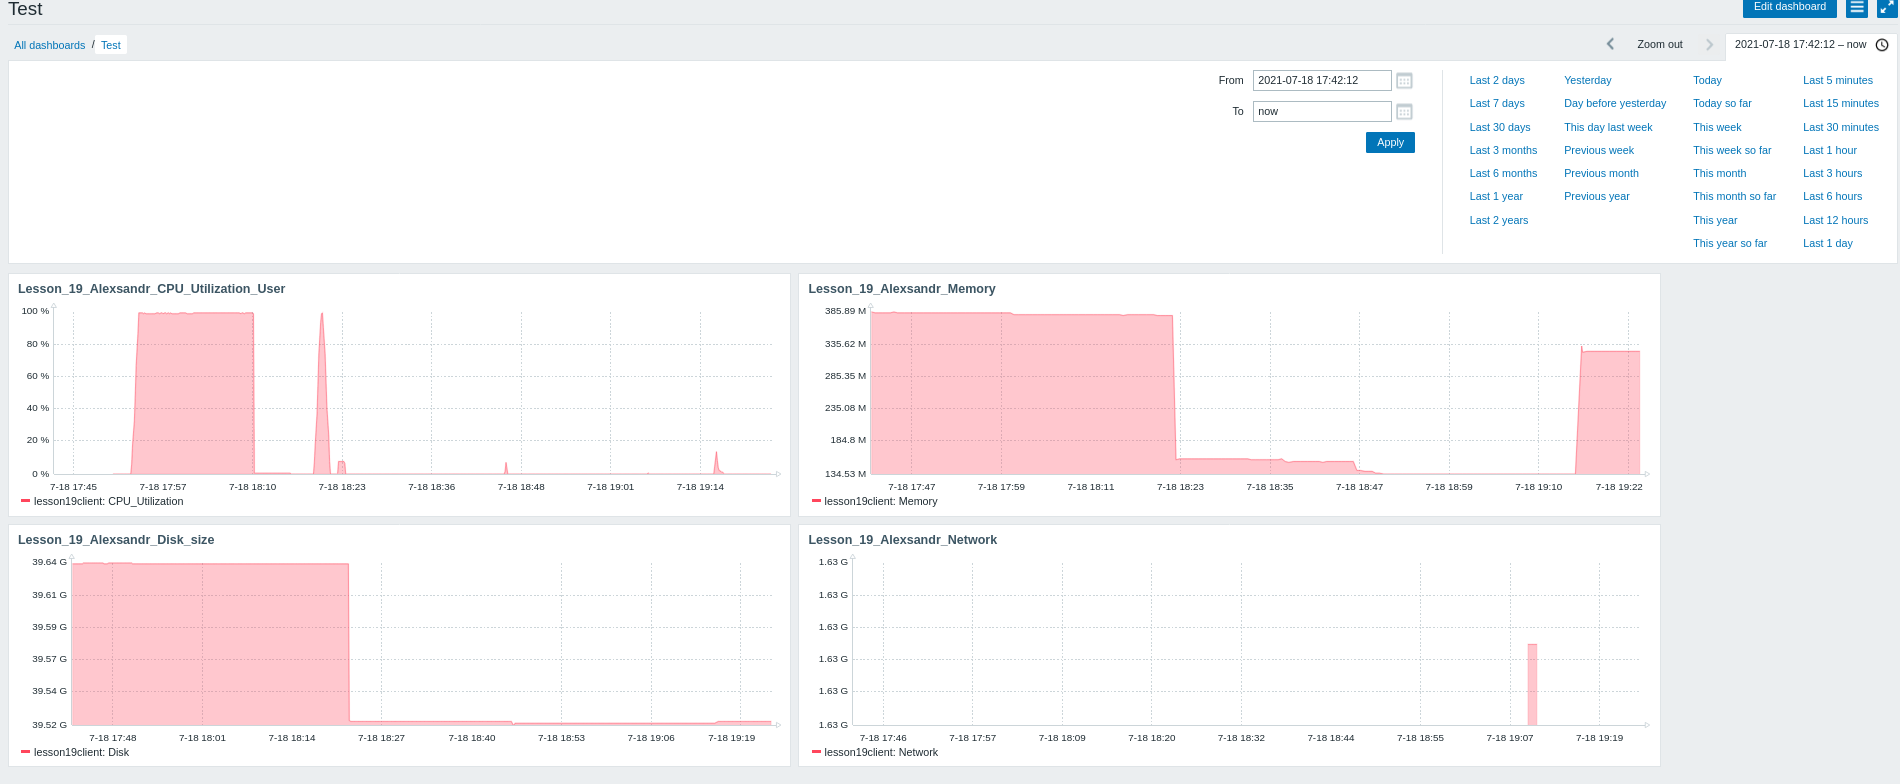 Test
Edit dashboard
All dashboards / Test
Zoom out
2021-07-18 17:42:12 – now
From 2021-07-18 17:42:12
To now
Apply
Last 2 days Yesterday Today Last 5 minutes
Last 7 days Day before yesterday Today so far Last 15 minutes
Last 30 days This day last week This week Last 30 minutes
Last 3 months Previous week This week so far Last 1 hour
Last 6 months Previous month This month Last 3 hours
Last 1 year Previous year This month so far Last 6 hours
Last 2 years This year Last 12 hours
This year so far Last 1 day
Lesson_19_Alexsandr_CPU_Utilization_User
100 %
80 %
60 %
40 %
20 %
0 %
7-18 17:45 7-18 17:57 7-18 18:10 7-18 18:23 7-18 18:36 7-18 18:48 7-18 19:01 7-18 19:14
lesson19client: CPU_Utilization
Lesson_19_Alexsandr_Memory
385.89 M
335.62 M
285.35 M
235.08 M
184.8 M
134.53 M
7-18 17:47 7-18 17:59 7-18 18:11 7-18 18:23 7-18 18:35 7-18 18:47 7-18 18:59 7-18 19:10 7-18 19:22
lesson19client: Memory
Lesson_19_Alexsandr_Disk_size
39.64 G
39.61 G
39.59 G
39.57 G
39.54 G
39.52 G
7-18 17:48 7-18 18:01 7-18 18:14 7-18 18:27 7-18 18:40 7-18 18:53 7-18 19:06 7-18 19:19
lesson19client: Disk
Lesson_19_Alexsandr_Network
1.63 G
1.63 G
1.63 G
1.63 G
1.63 G
1.63 G
7-18 17:46 7-18 17:57 7-18 18:09 7-18 18:20 7-18 18:32 7-18 18:44 7-18 18:55 7-18 19:07 7-18 19:19
lesson19client: Network